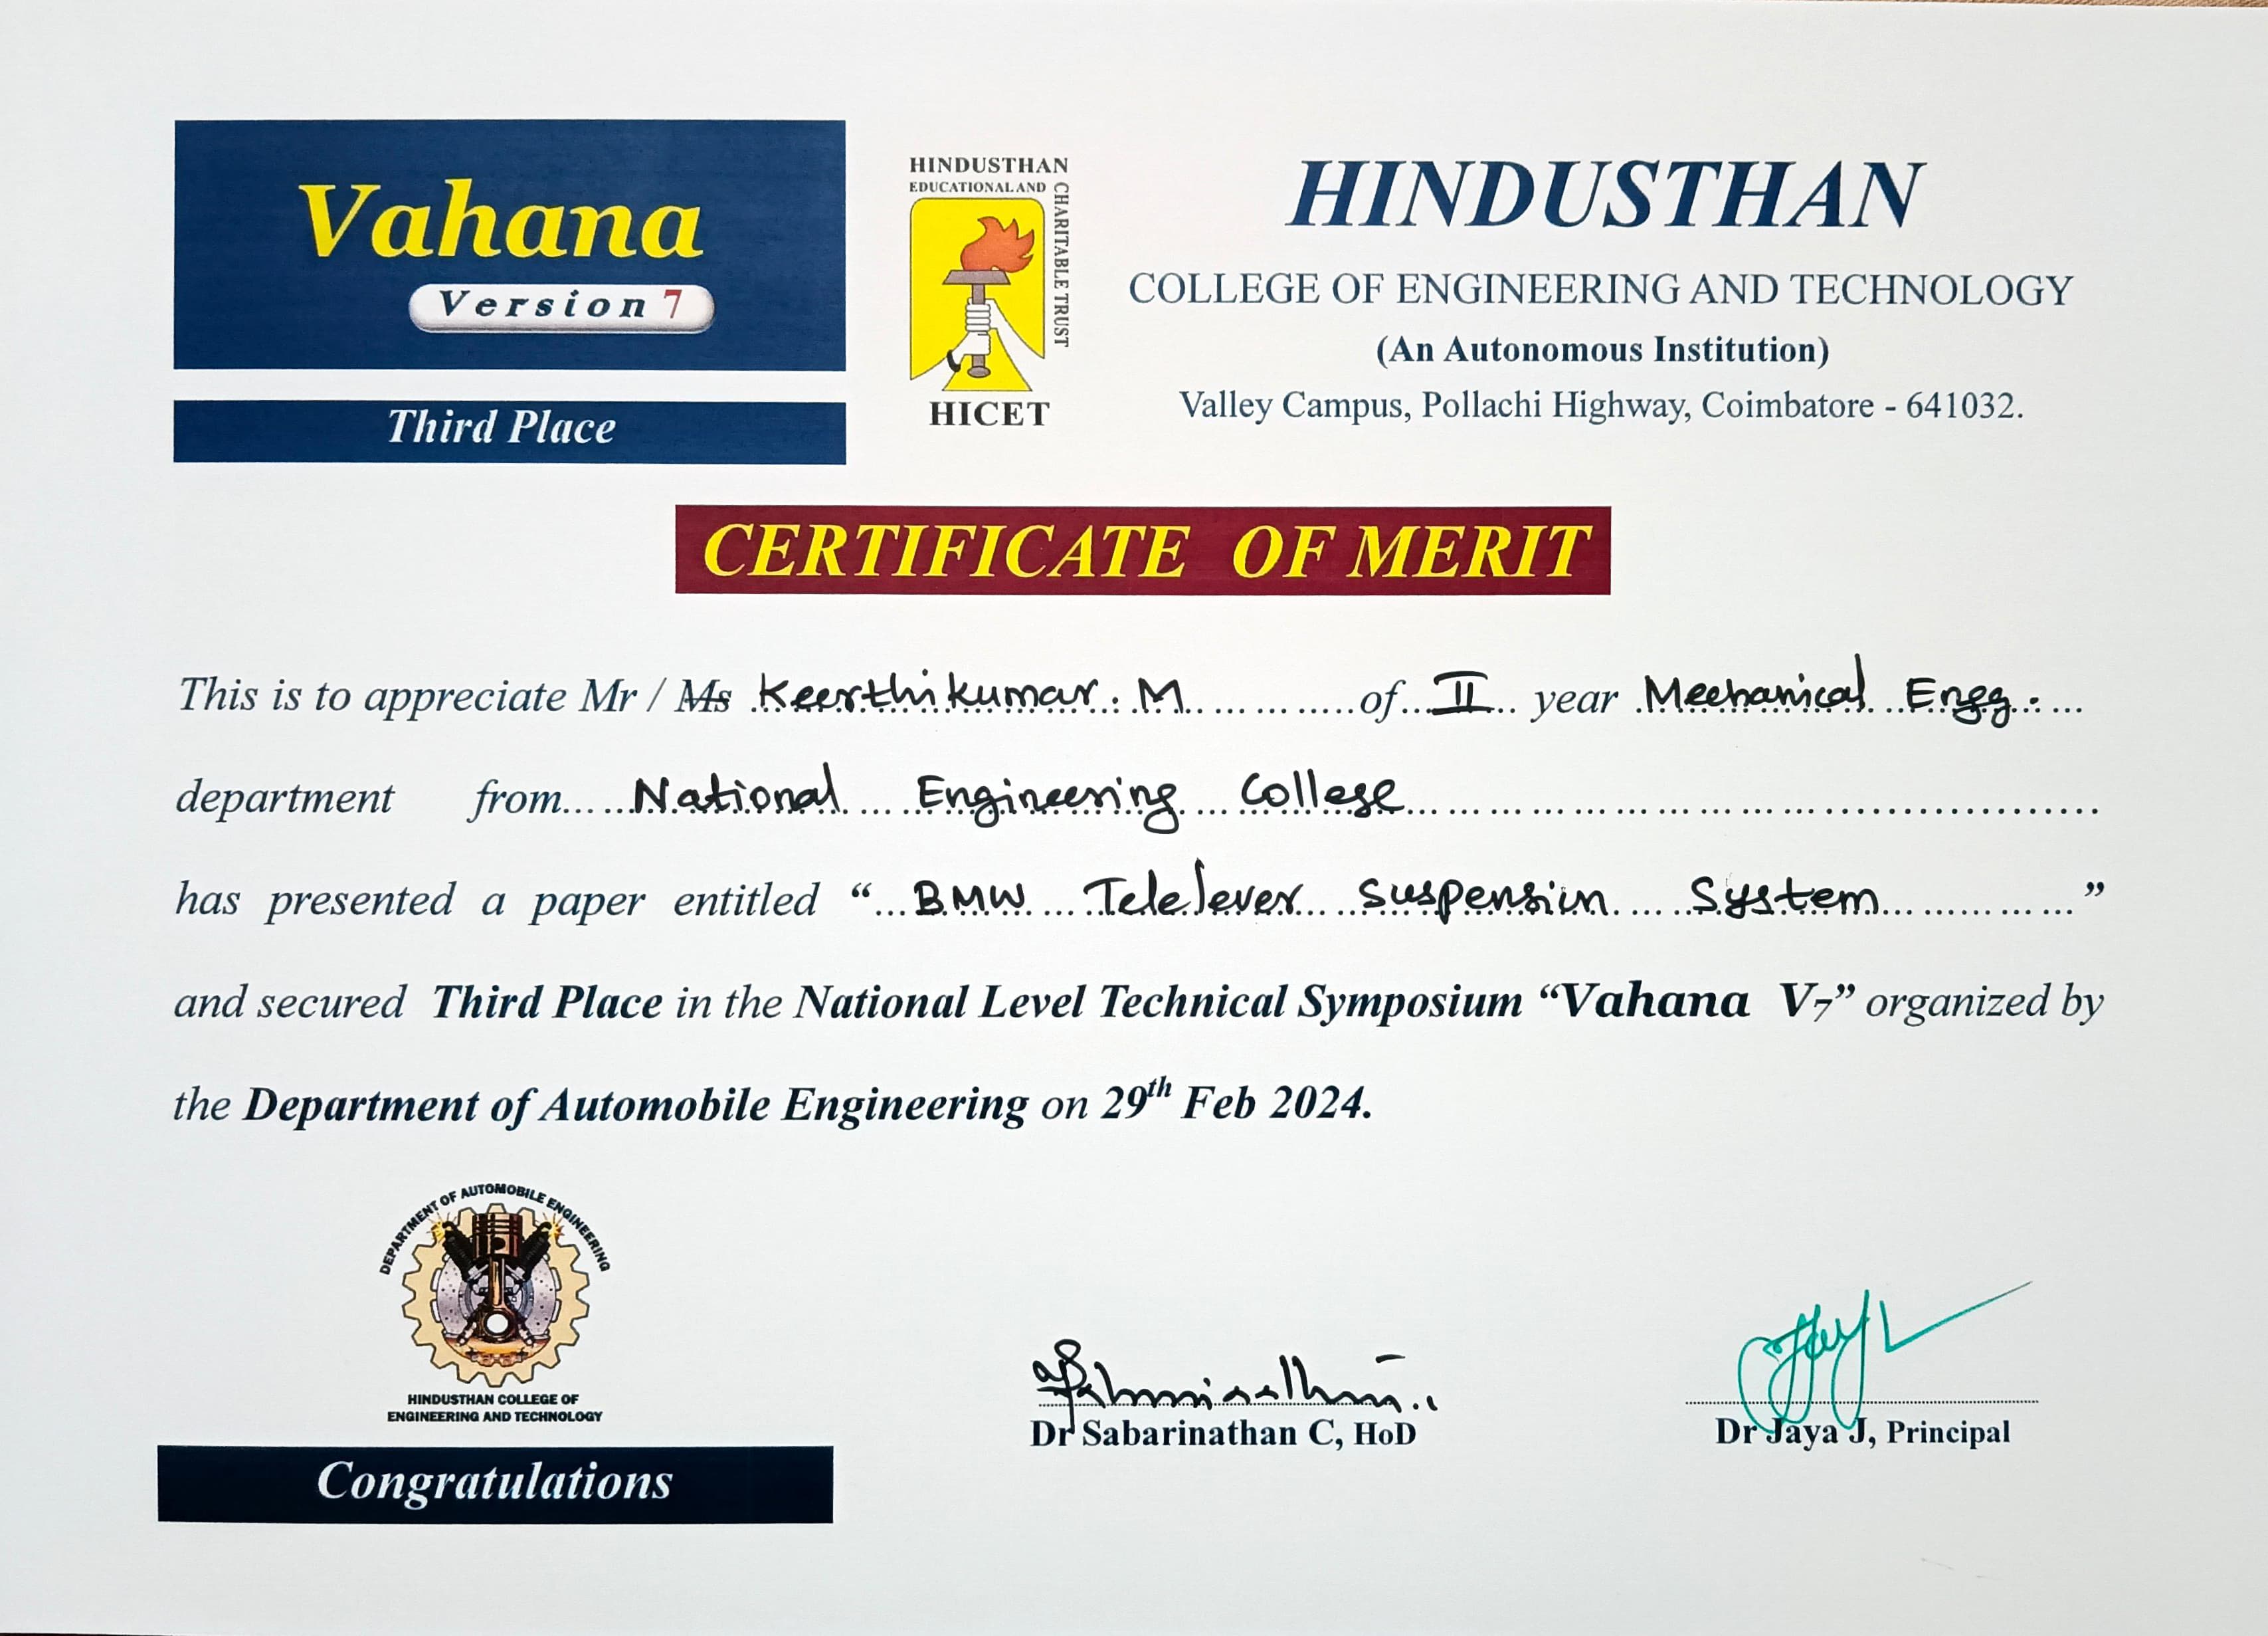 Vahana
Version 7
Third Place
HINDUSTHAN
EDUCATIONAL AND
CHARITABLE TRUST
HICET
HINDUSTHAN
COLLEGE OF ENGINEERING AND TECHNOLOGY
(An Autonomous Institution)
Valley Campus, Pollachi Highway, Coimbatore - 641032.
CERTIFICATE OF MERIT
This is to appreciate Mr / Ms Keerthikumar. M of II year Mechanical Engg.
department from National Engineering College
has presented a paper entitled “ BMW Telelever Suspension System ”
and secured Third Place in the National Level Technical Symposium “Vahana V7” organized by
the Department of Automobile Engineering on 29th Feb 2024.
DEPARTMENT OF AUTOMOBILE ENGINEERING
HINDUSTHAN COLLEGE OF
ENGINEERING AND TECHNOLOGY
Congratulations
Dr Sabarinathan C, HoD
Dr Jaya J, Principal